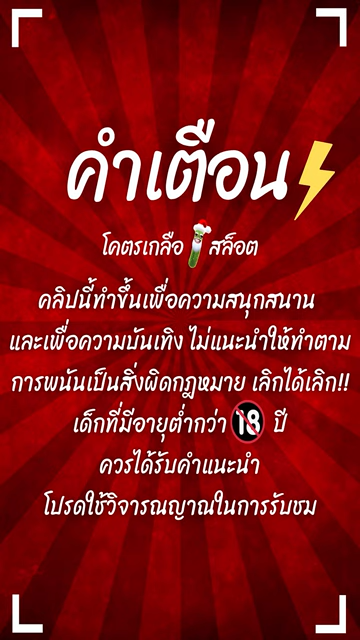 คำเตือน
โคตรเกลือ สล็อต
คลิปนี้ทำขึ้นเพื่อความสนุกสนาน
และเพื่อความบันเทิง ไม่แนะนำให้ทำตาม
การพนันเป็นสิ่งผิดกฎหมาย เลิกได้เลิก!!
เด็กที่มีอายุต่ำกว่า 18 ปี
ควรได้รับคำแนะนำ
โปรดใช้วิจารณญาณในการรับชม